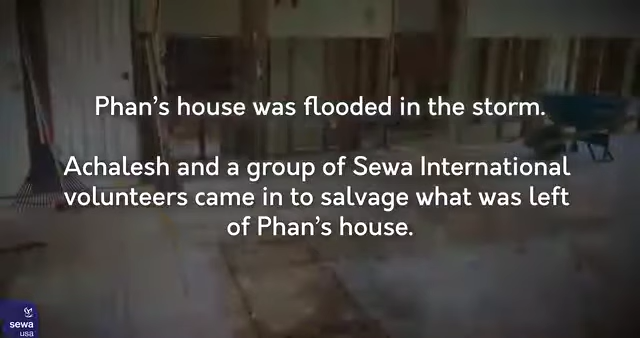 Phan’s house was flooded in the storm.
Achalesh and a group of Sewa International
volunteers came in to salvage what was left
of Phan’s house.
sewa
usa